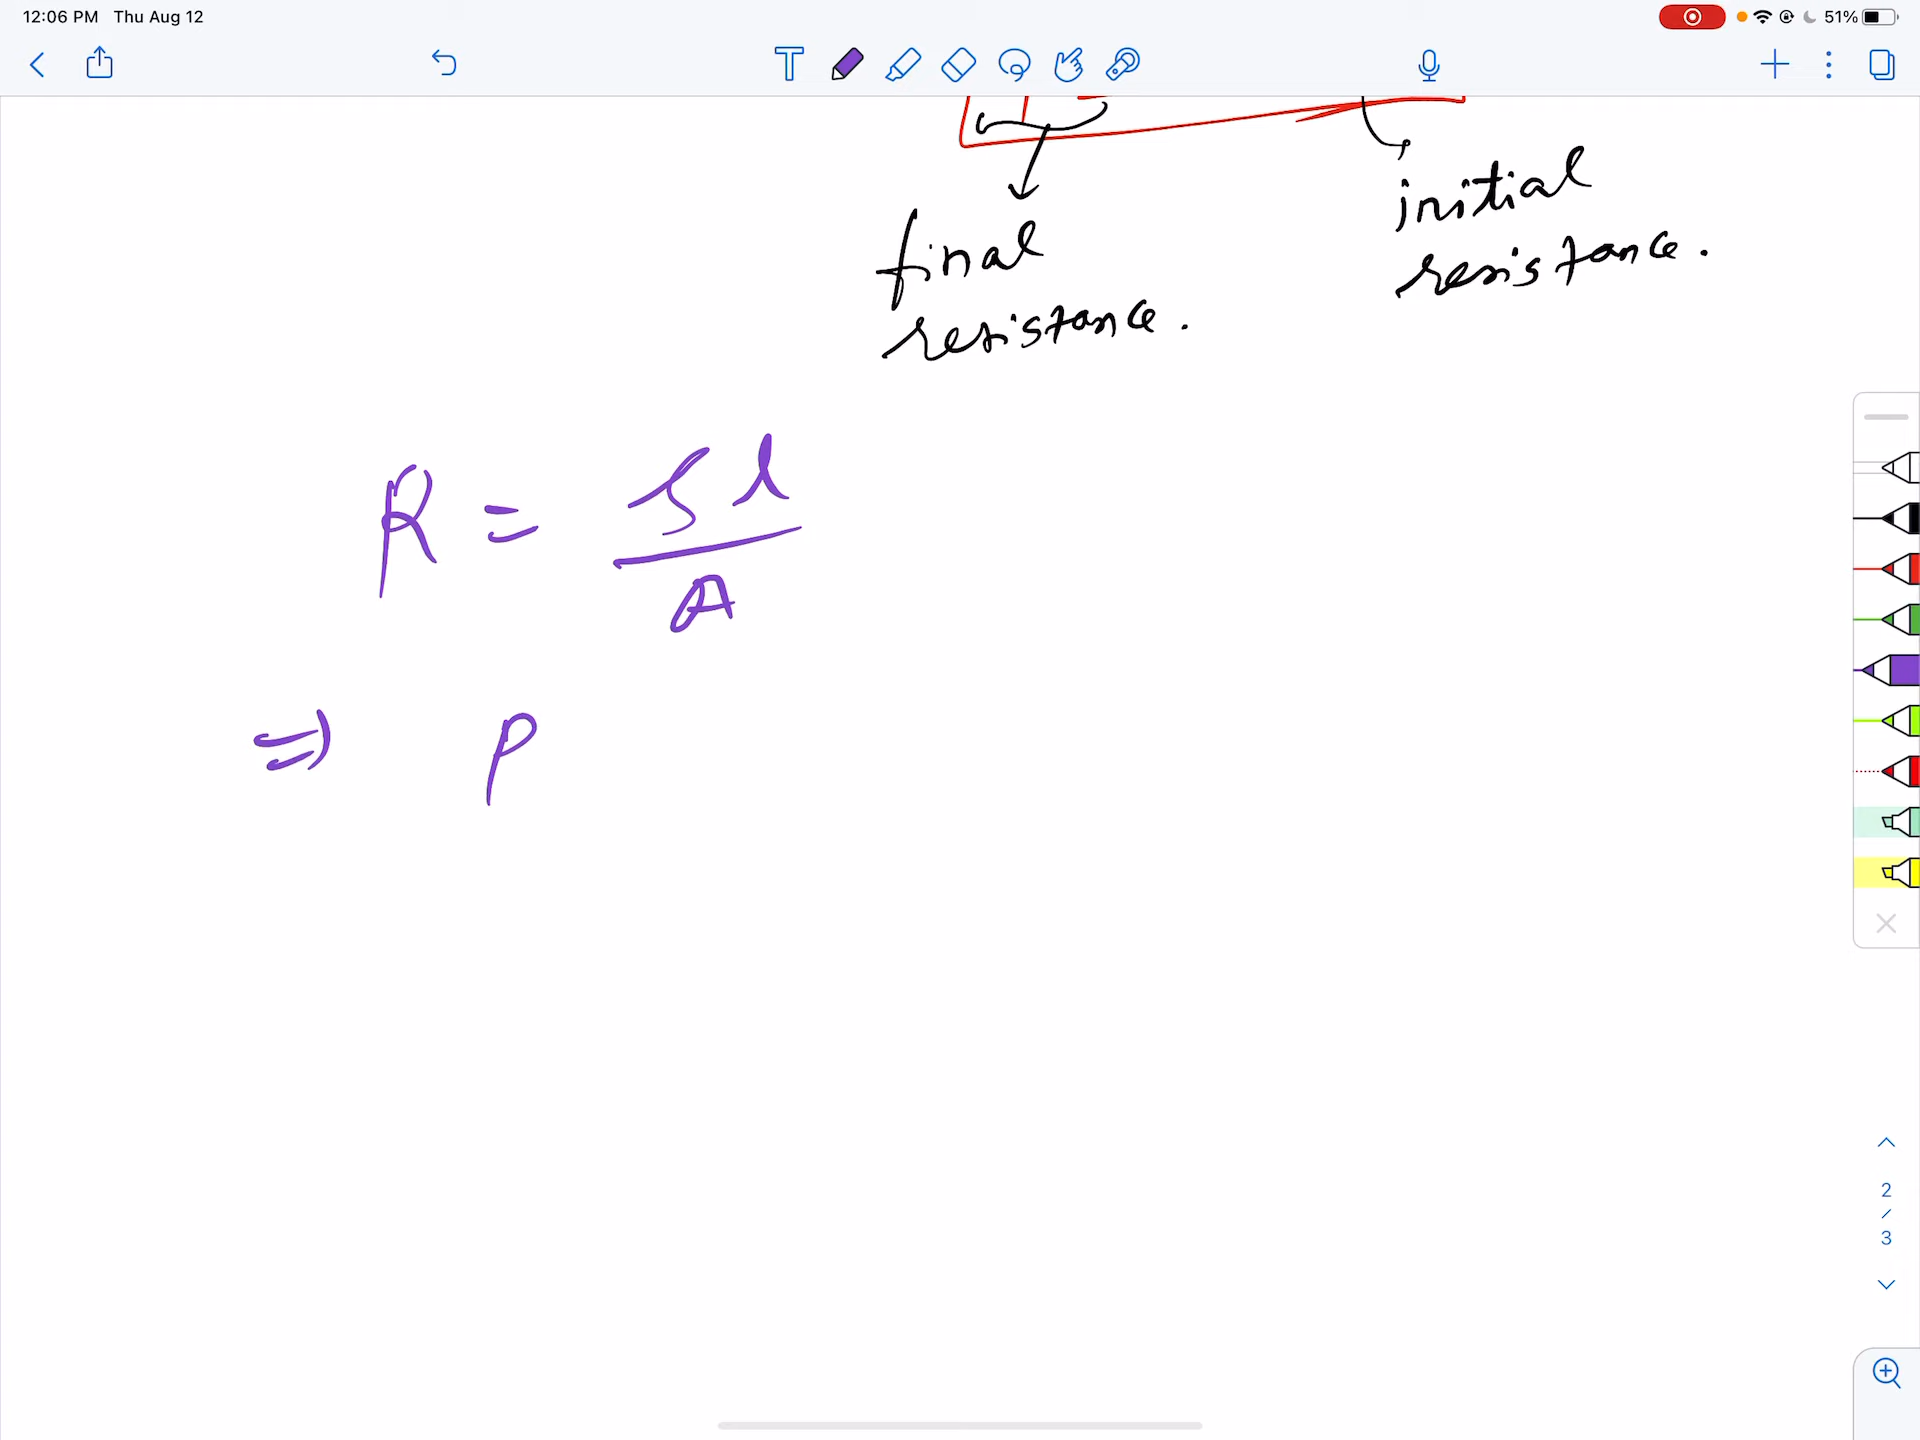 12:06 PM Thu Aug 12
51%
T
initial
resistance.
final
resistance.
R = ρl
A
⇒ P
2
/
3